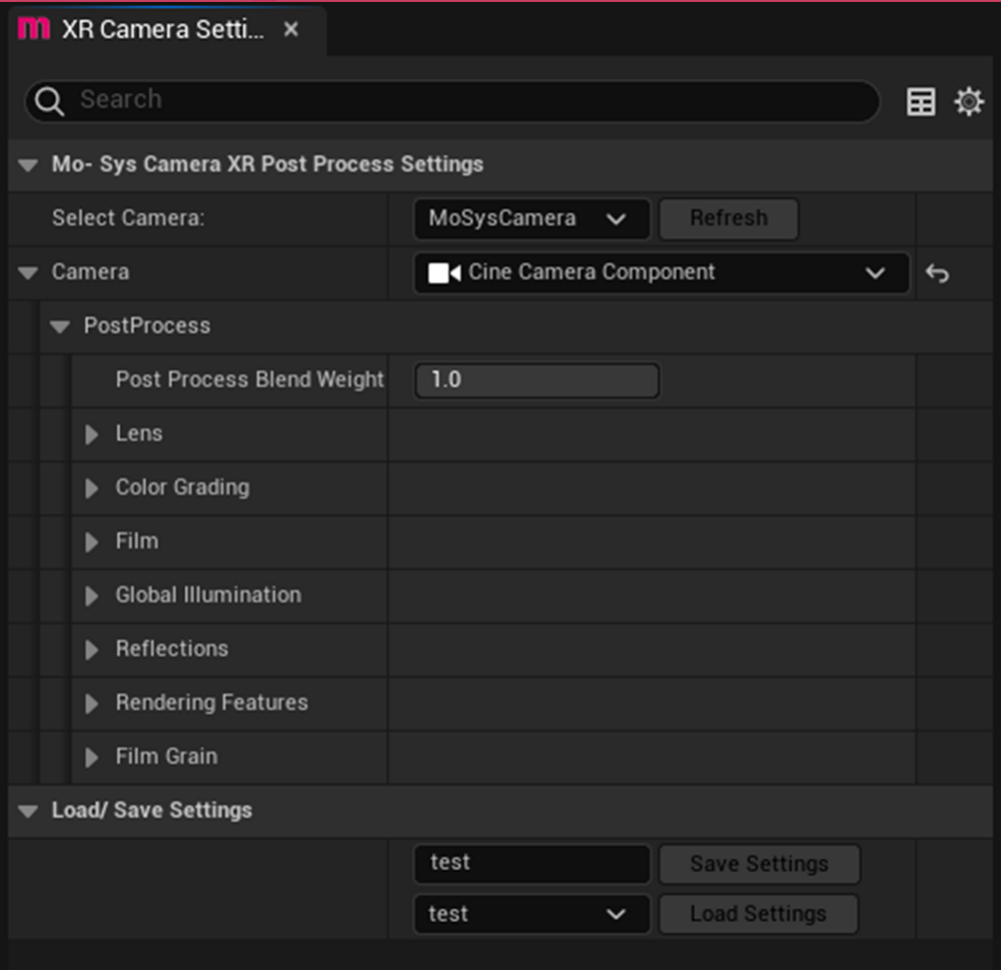 m XR Camera Setti...
Search
Mo- Sys Camera XR Post Process Settings
Select Camera: MoSysCamera Refresh
Camera Cine Camera Component
PostProcess
Post Process Blend Weight 1.0
Lens
Color Grading
Film
Global Illumination
Reflections
Rendering Features
Film Grain
Load/ Save Settings
test Save Settings
test Load Settings